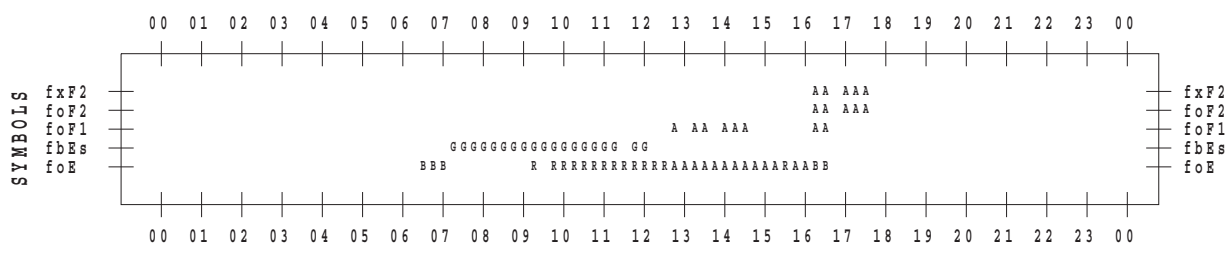 00 01 02 03 04 05 06 07 08 09 10 11 12 13 14 15 16 17 18 19 20 21 22 23 00
SYMBOLS
fxF2 AA AAA fxF2
foF2 AA AAA foF2
foF1 A AA AAA AA foF1
fbEs GGGGGGGGGGGGGGGGG GG fbEs
foE BBB R RRRRRRRRRRRRAAAAAAAAAAARAABB foE
00 01 02 03 04 05 06 07 08 09 10 11 12 13 14 15 16 17 18 19 20 21 22 23 00